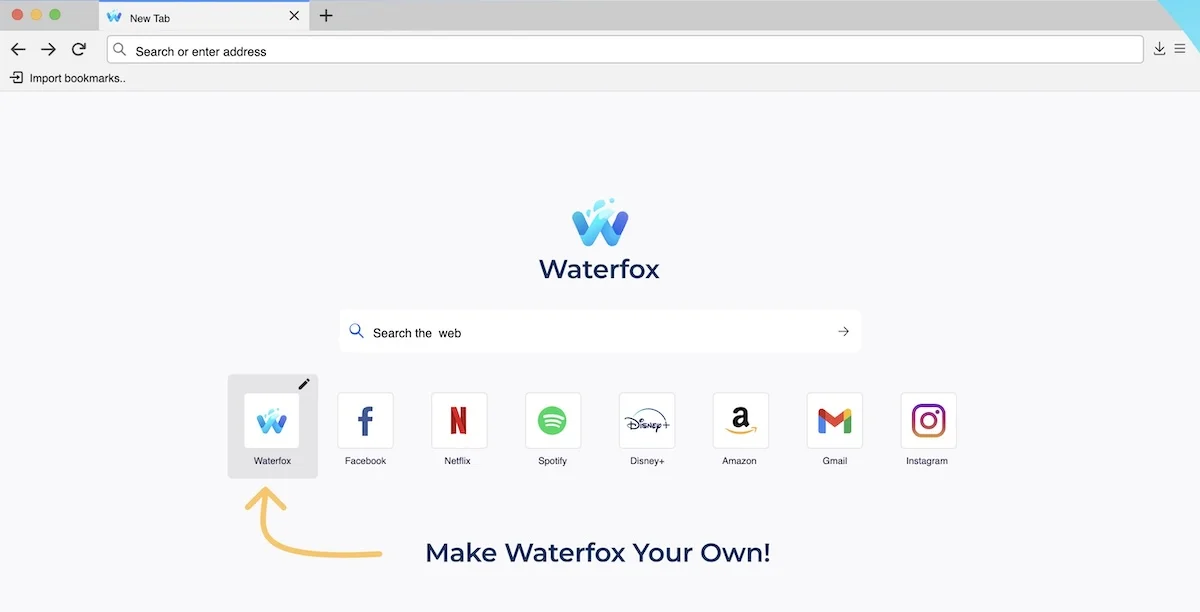 New Tab
Search or enter address
Import bookmarks..
Waterfox
Search the web
Waterfox
Facebook
Netflix
Spotify
Disney+
Disney+
a
Amazon
Gmail
Instagram
Make Waterfox Your Own!